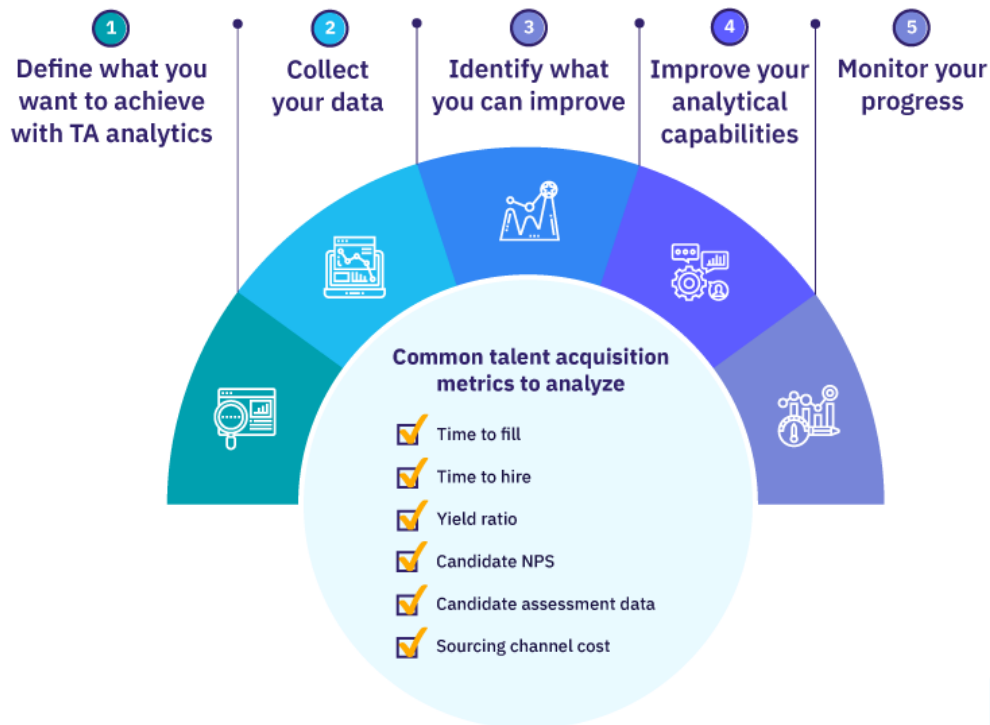 1
Define what you
want to achieve
with TA analytics
2
Collect
your data
3
Identify what
you can improve
4
Improve your
analytical
capabilities
5
Monitor your
progress
Common talent acquisition
metrics to analyze
Time to fill
Time to hire
Yield ratio
Candidate NPS
Candidate assessment data
Sourcing channel cost